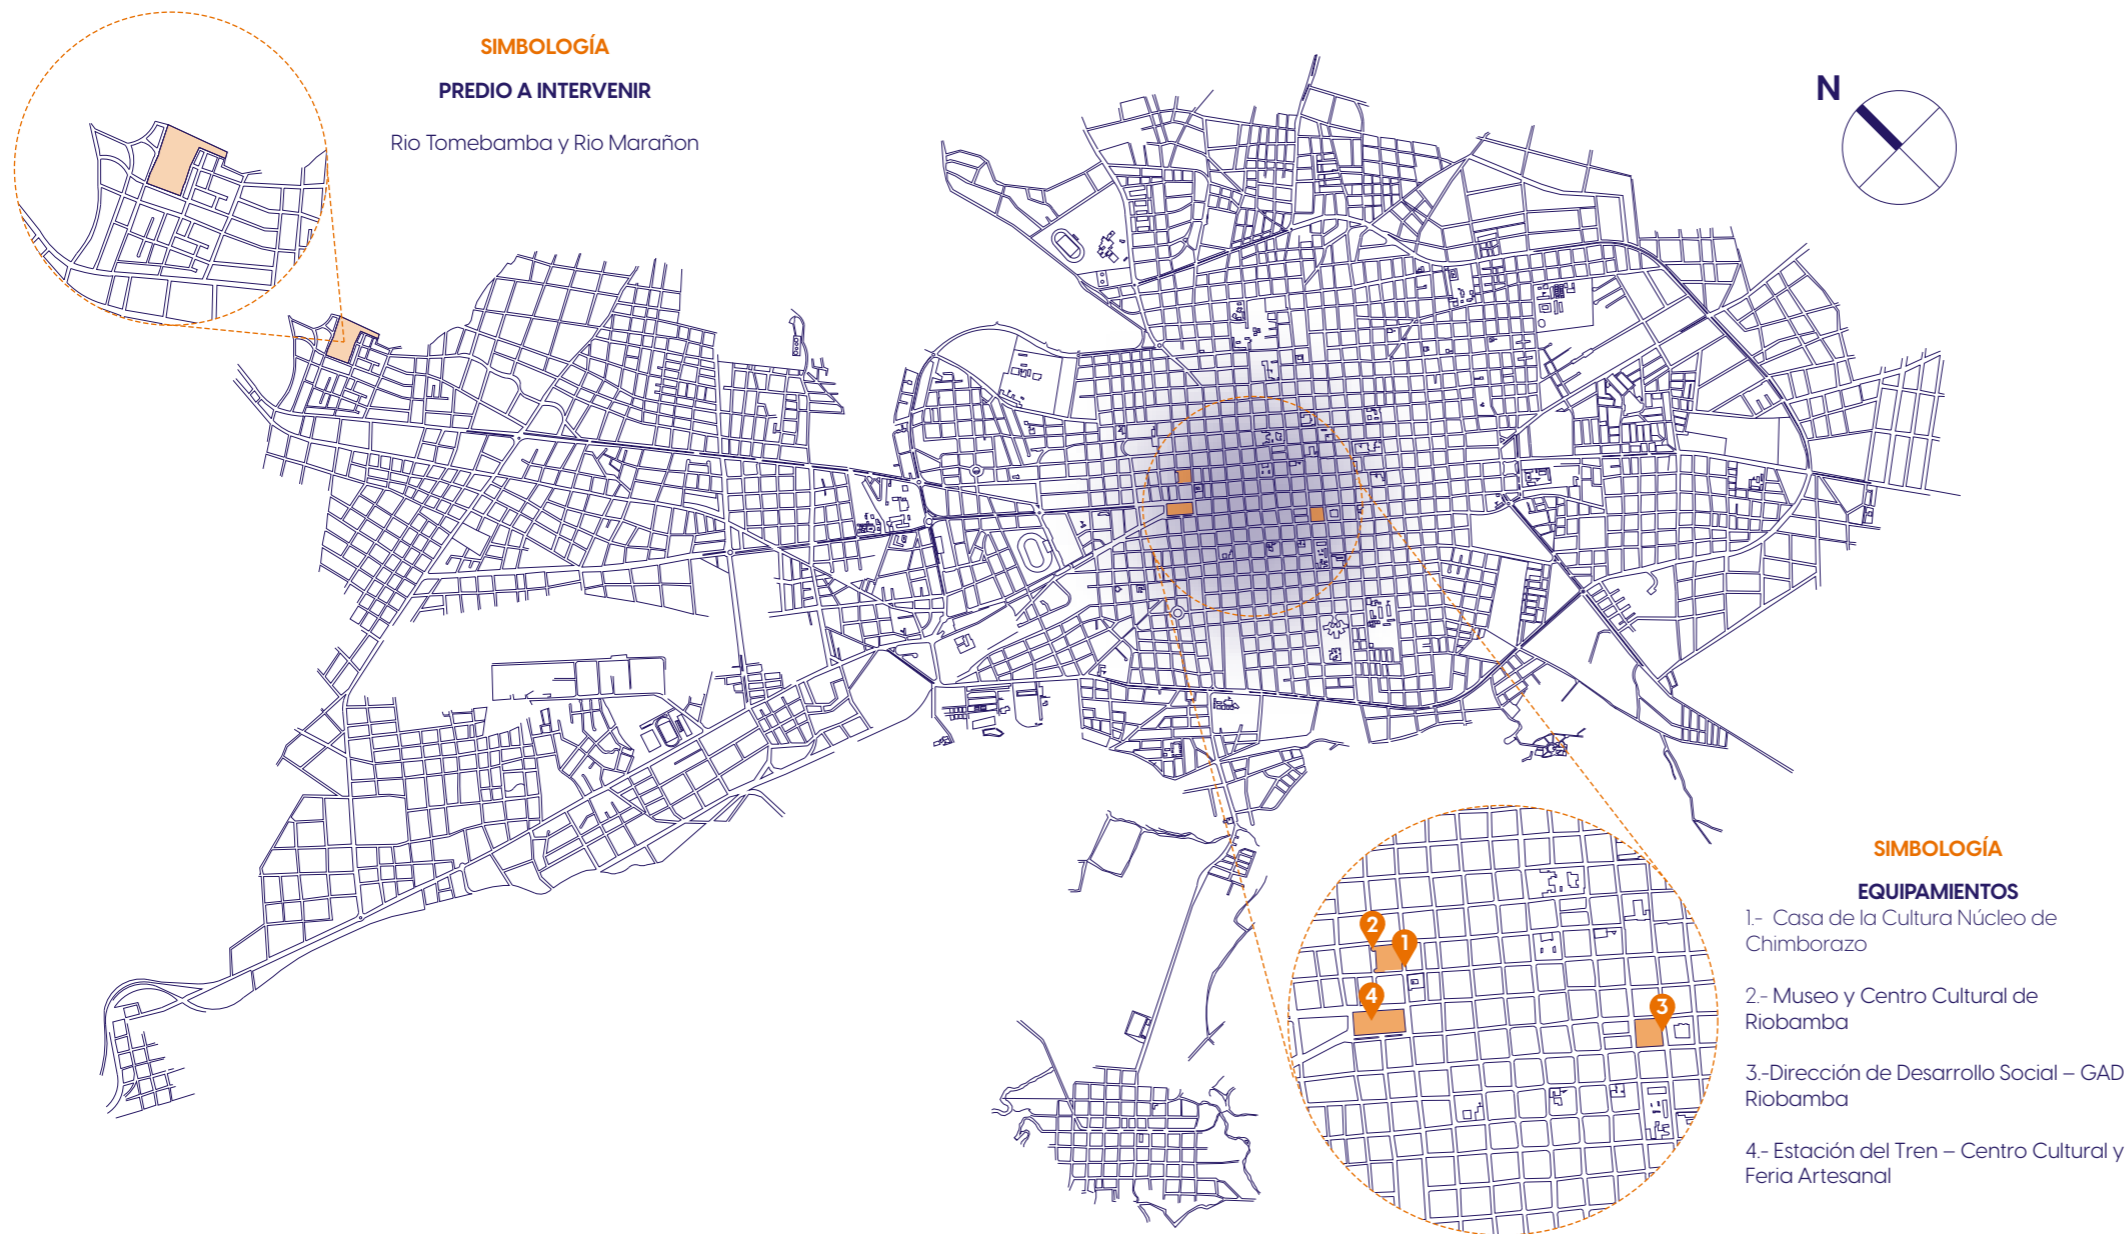 SIMBOLOGÍA
PREDIO A INTERVENIR
Rio Tomebamba y Rio Marañon
N
2
1
4
3
SIMBOLOGÍA
EQUIPAMIENTOS
1.- Casa de la Cultura Núcleo de
Chimborazo
2.- Museo y Centro Cultural de
Riobamba
3.-Dirección de Desarrollo Social – GAD
Riobamba
4.- Estación del Tren – Centro Cultural y
Feria Artesanal